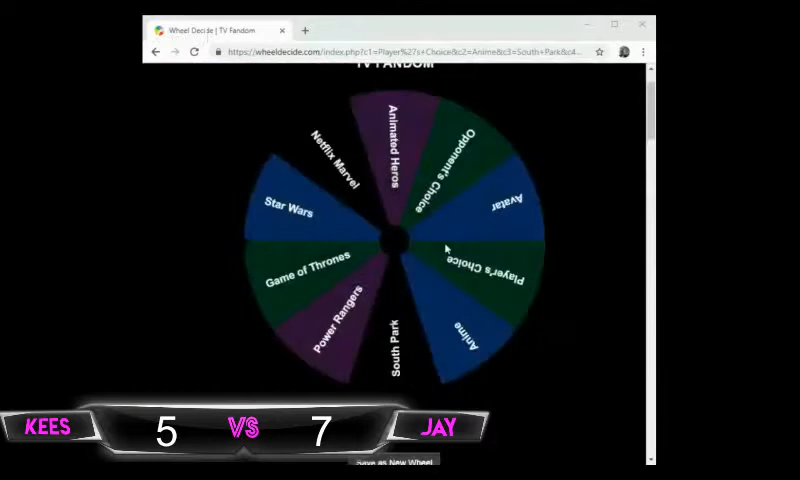 Wheel Decide | TV Fandom
https://wheeldecide.com/index.php?c1=Player%27s+Choice&c2=Anime&c3=South+Park&c4...
TV FANDOM
Animated Heros
Opponent's Choice
Netflix Marvel
Avatar
Star Wars
Game of Thrones
Player's Choice
Power Rangers
South Park
Anime
KEES 5 VS 7 JAY
Save as New Wheel